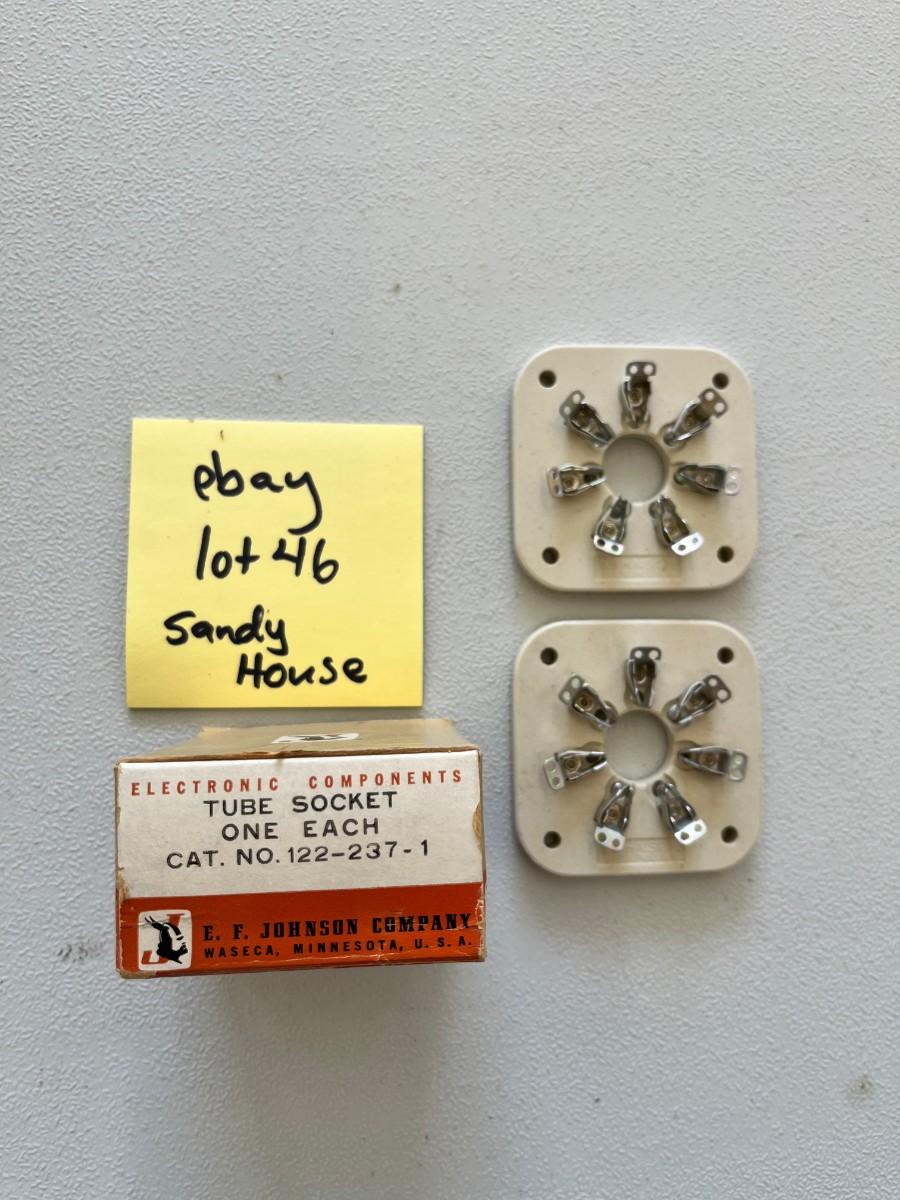 ebay
lot 46
Sandy
House
ELECTRONIC COMPONENTS
TUBE SOCKET
ONE EACH
CAT. NO. 122-237-1
J
E. F. JOHNSON COMPANY
WASECA, MINNESOTA, U. S. A.